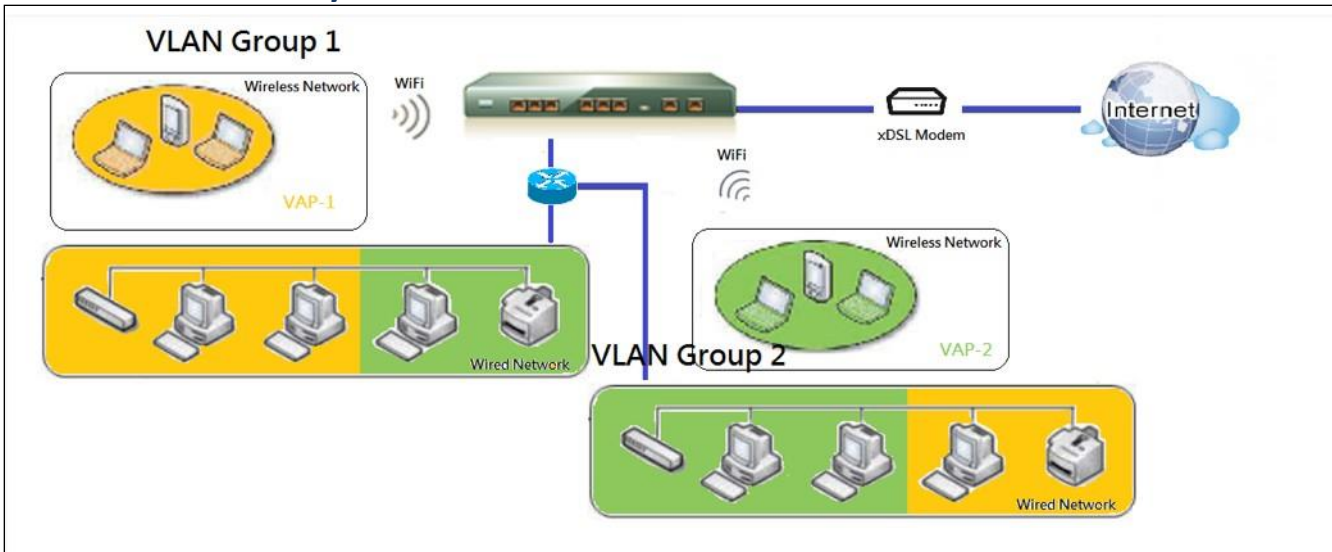 VLAN Group 1
Wireless Network
WiFi
VAP-1
xDSL Modem
Internet
WiFi
Wireless Network
VAP-2
Wired Network
VLAN Group 2
Wired Network